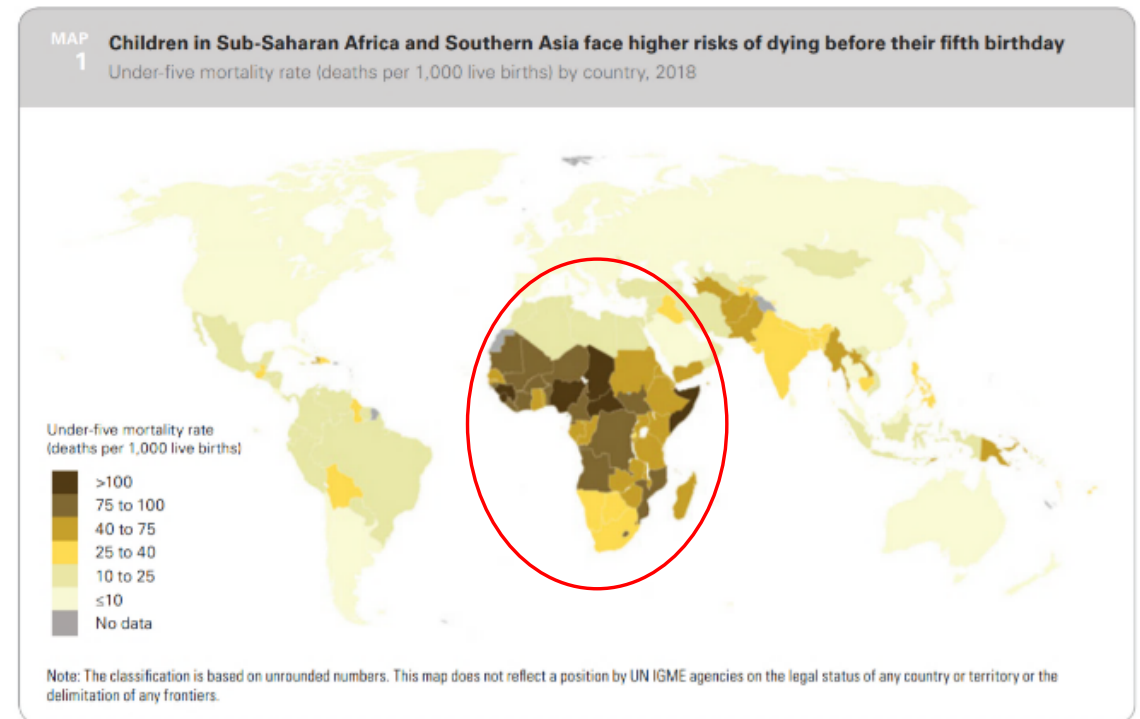 MAP
1
Children in Sub-Saharan Africa and Southern Asia face higher risks of dying before their fifth birthday
Under-five mortality rate (deaths per 1,000 live births) by country, 2018
Under-five mortality rate
(deaths per 1,000 live births)
>100
75 to 100
40 to 75
25 to 40
10 to 25
≤10
No data
Note: The classification is based on unrounded numbers. This map does not reflect a position by UN IGME agencies on the legal status of any country or territory or the
delimitation of any frontiers.